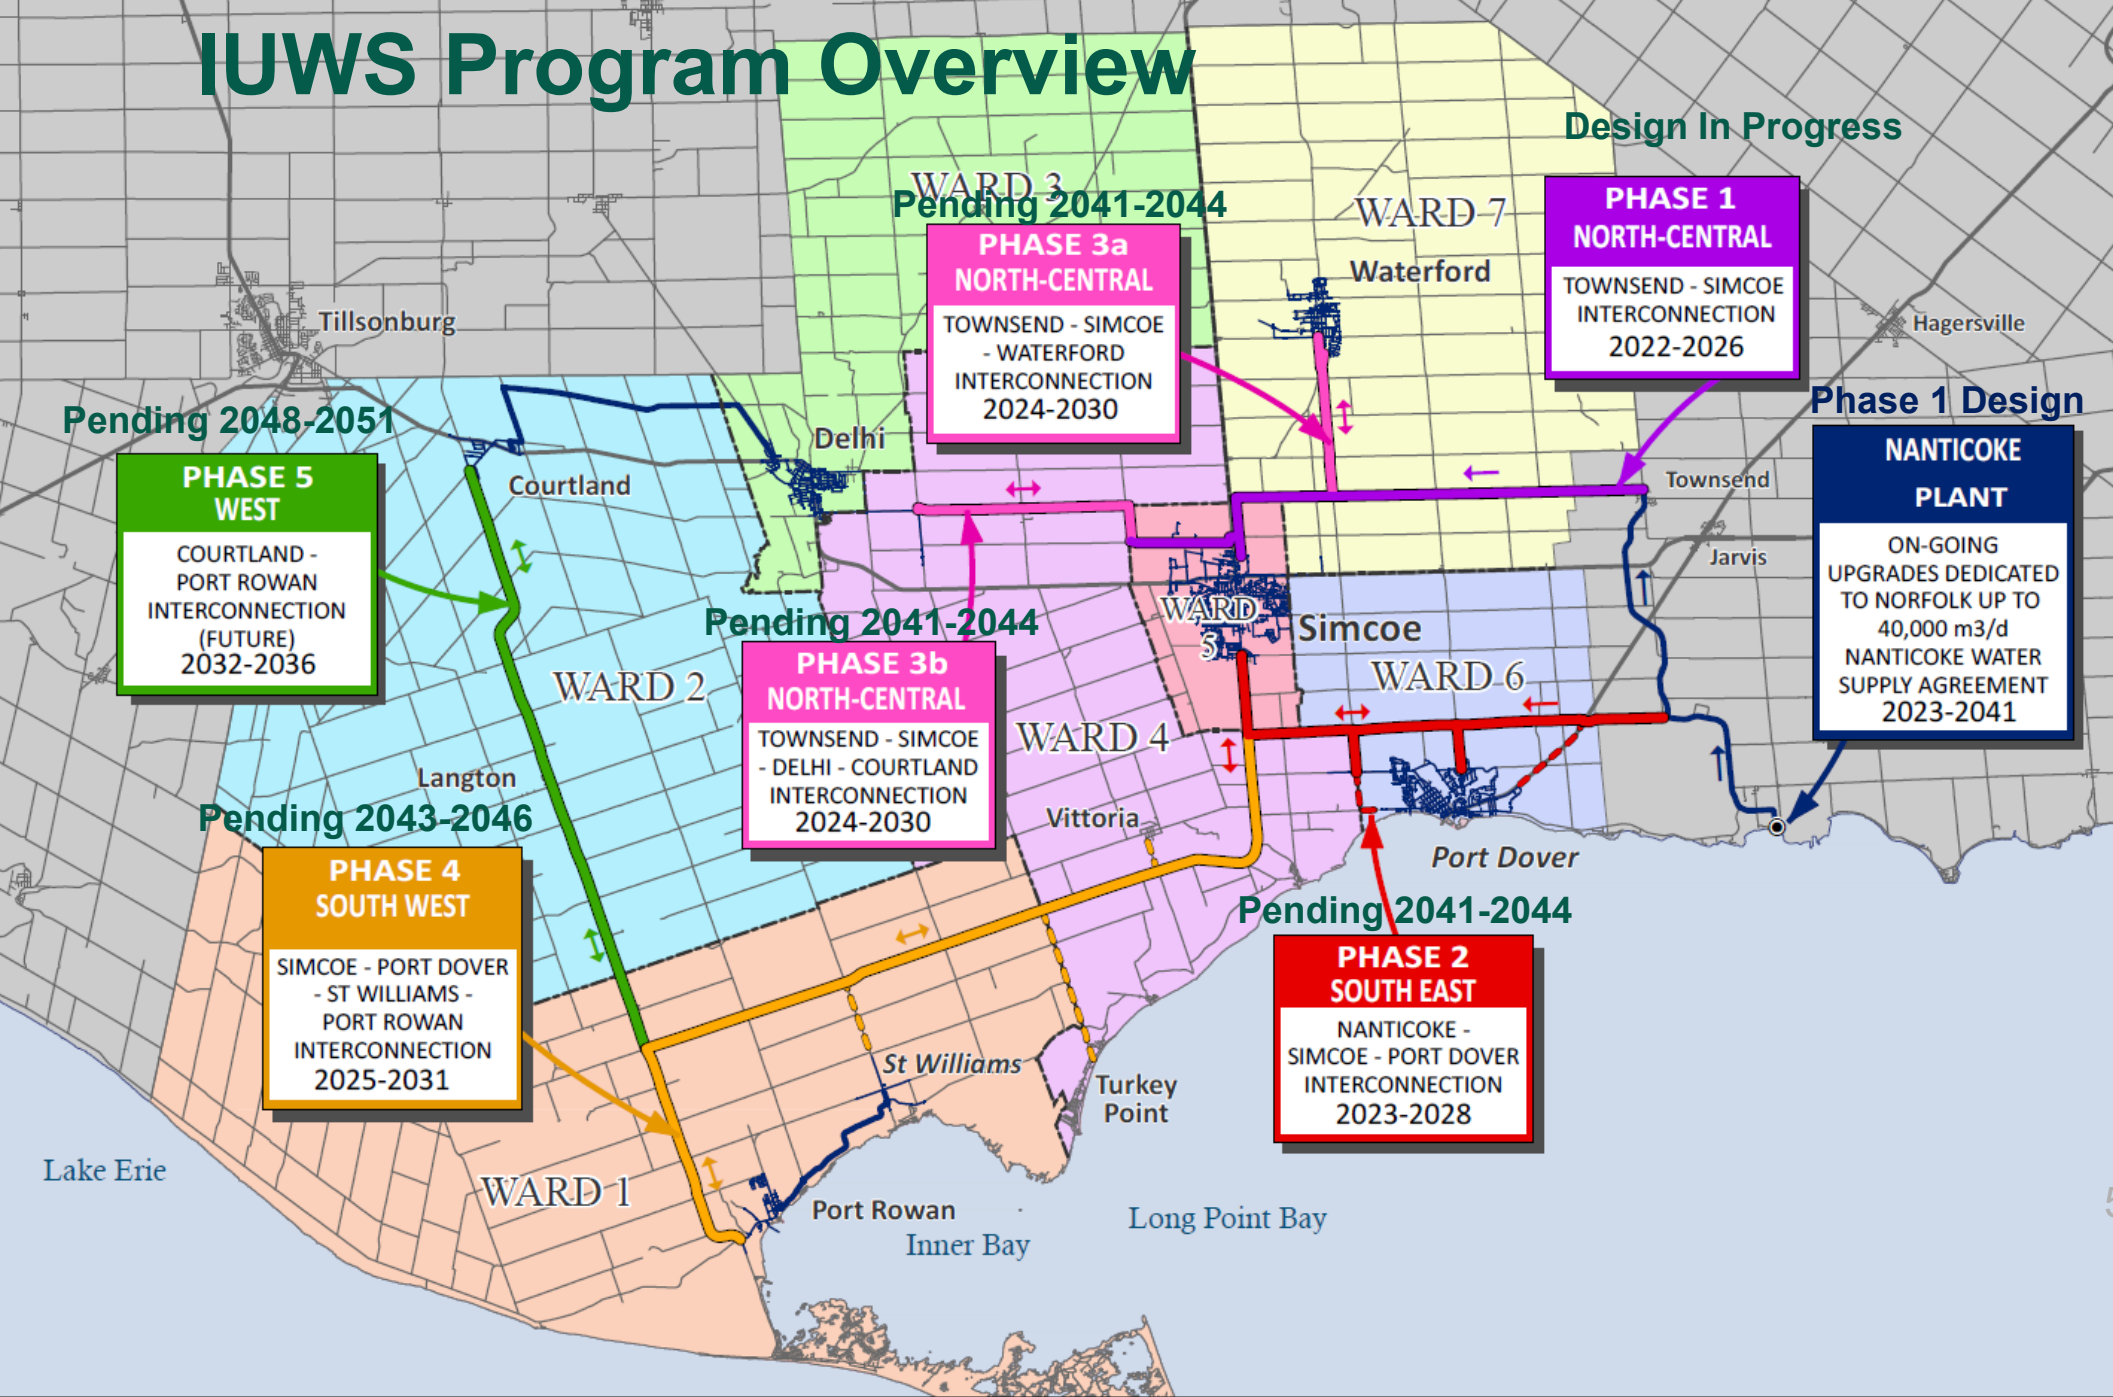 IUWS Program Overview
Design In Progress
WARD 3
Pending 2041-2044
PHASE 3a
NORTH-CENTRAL
TOWNSEND - SIMCOE
- WATERFORD
INTERCONNECTION
2024-2030
WARD 7
Waterford
PHASE 1
NORTH-CENTRAL
TOWNSEND - SIMCOE
INTERCONNECTION
2022-2026
Hagersville
Tillsonburg
Pending 2048-2051
PHASE 5
WEST
COURTLAND -
PORT ROWAN
INTERCONNECTION
(FUTURE)
2032-2036
Courtland
Delhi
Phase 1 Design
NANTICOKE
PLANT
ON-GOING
UPGRADES DEDICATED
TO NORFOLK UP TO
40,000 m3/d
NANTICOKE WATER
SUPPLY AGREEMENT
2023-2041
Townsend
Jarvis
WARD
5
Simcoe
WARD 6
WARD 2
Pending 2041-2044
PHASE 3b
NORTH-CENTRAL
TOWNSEND - SIMCOE
- DELHI - COURTLAND
INTERCONNECTION
2024-2030
WARD 4
Langton
Vittoria
Port Dover
Pending 2043-2046
PHASE 4
SOUTH WEST
SIMCOE - PORT DOVER
- ST WILLIAMS -
PORT ROWAN
INTERCONNECTION
2025-2031
Pending 2041-2044
PHASE 2
SOUTH EAST
NANTICOKE -
SIMCOE - PORT DOVER
INTERCONNECTION
2023-2028
St Williams
Turkey
Point
Lake Erie
WARD 1
Port Rowan
Inner Bay
Long Point Bay